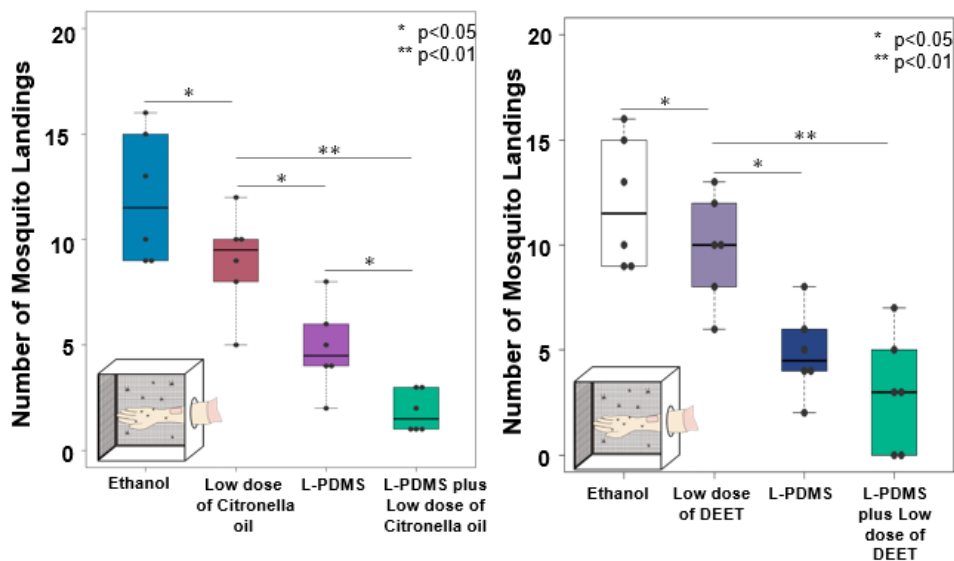 Number of Mosquito Landings
20
15
10
5
0
* p<0.05
** p<0.01
*
**
*
*
Ethanol
Low dose
of Citronella
oil
L-PDMS
L-PDMS plus
Low dose of
Citronella oil
Number of Mosquito Landings
20
15
10
5
0
* p<0.05
** p<0.01
*
**
*
Ethanol
Low dose
of DEET
L-PDMS
L-PDMS
plus Low
dose of
DEET